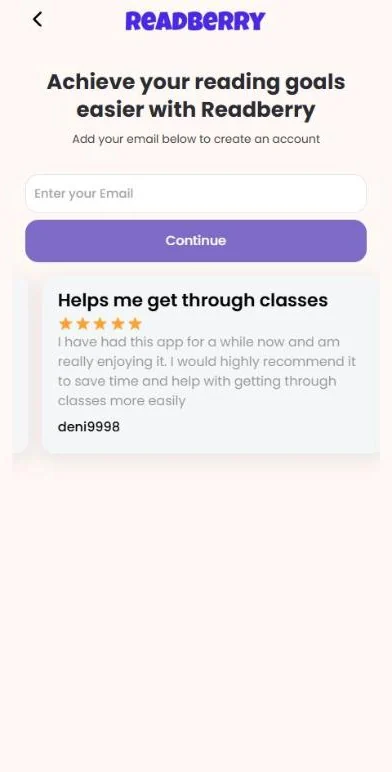 READBERRY
Achieve your reading goals
easier with Readberry
Add your email below to create an account
Enter your Email
Continue
Helps me get through classes
I have had this app for a while now and am
really enjoying it. I would highly recommend it
to save time and help with getting through
classes more easily
deni9998